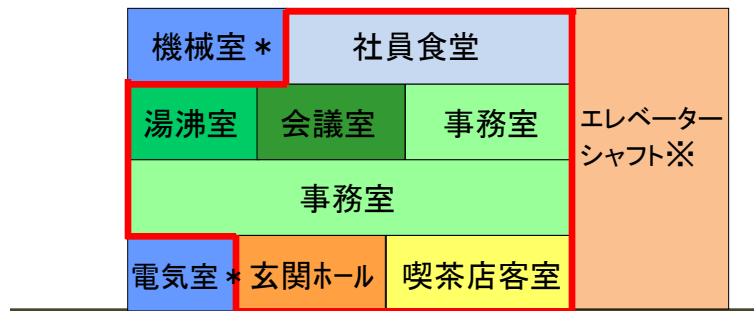 機械室＊
社員食堂
湯沸室
会議室
事務室
エレベーター
シャフト※
事務室
電気室＊
玄関ホール
喫茶店客室